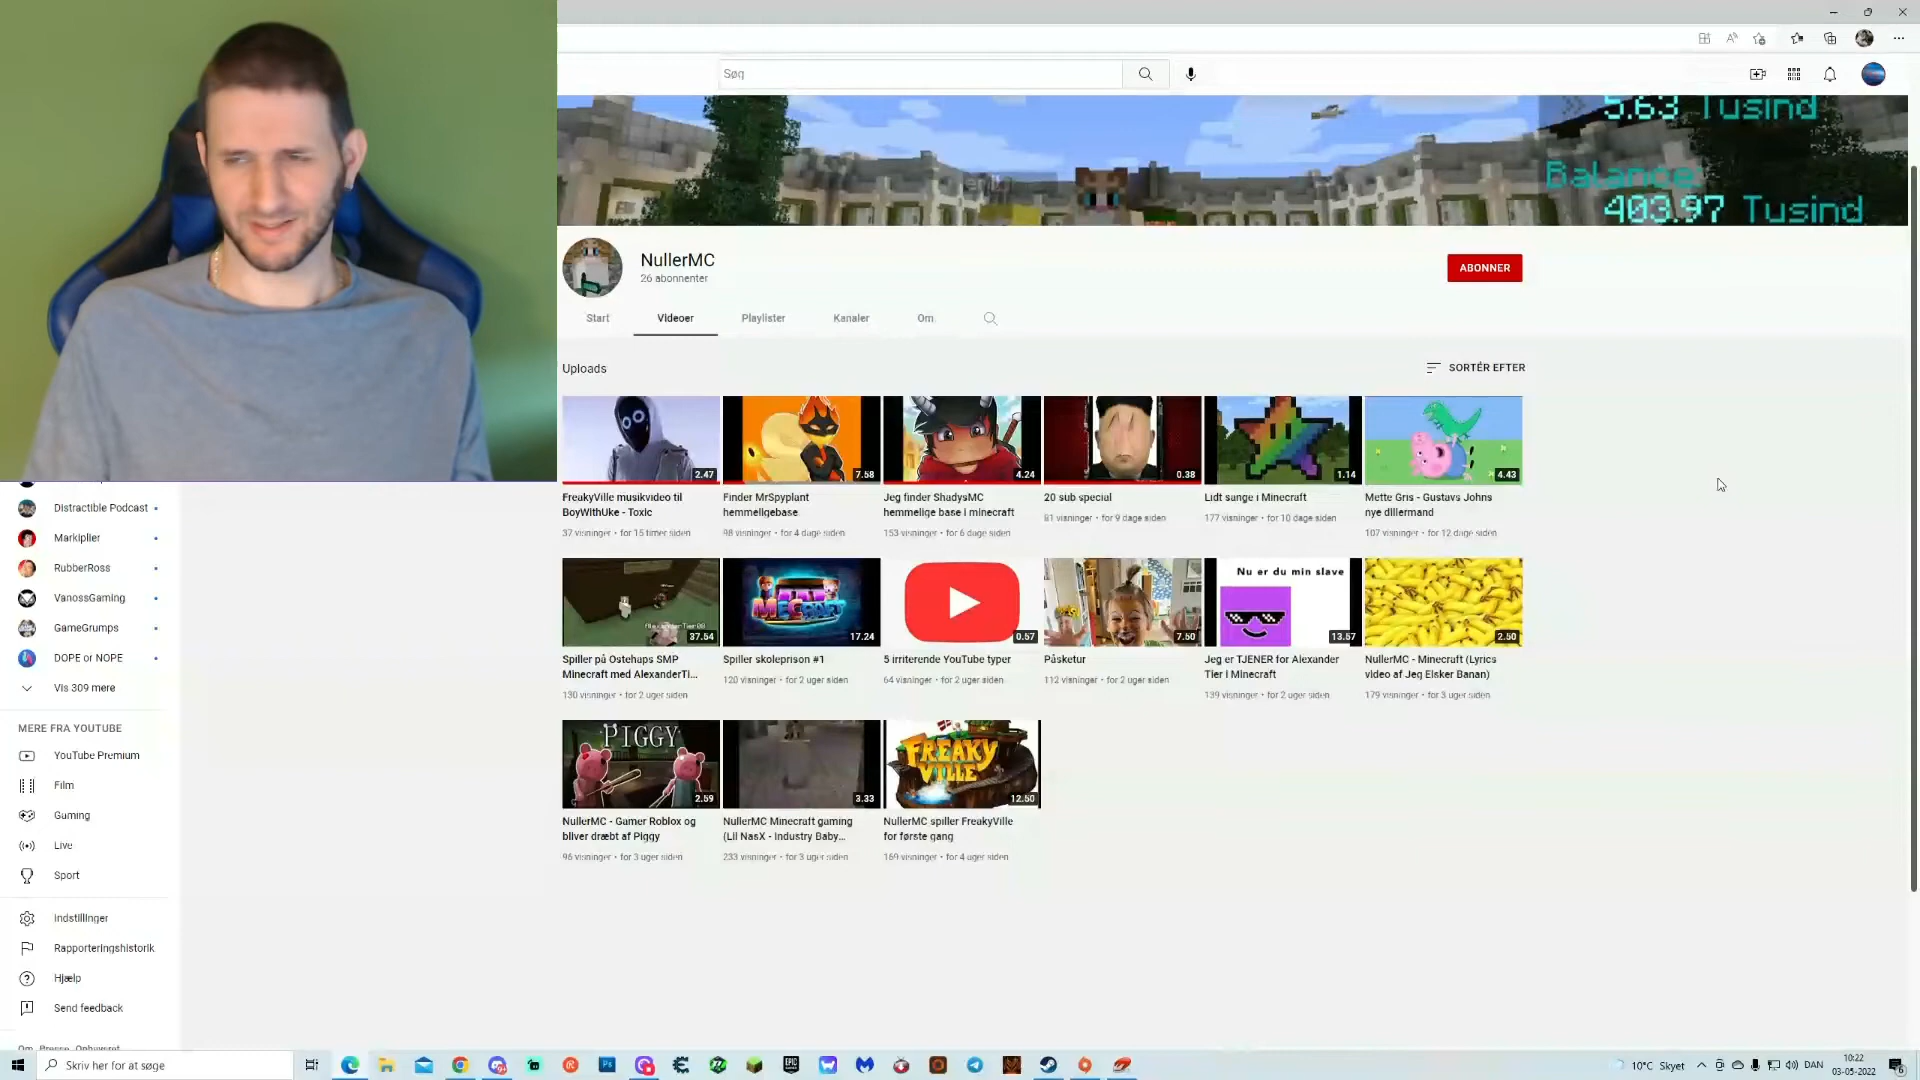 Søg
5.63 Tusind
Balance:
403.97 Tusind
NullerMC
26 abonnenter
ABONNER
Start
Videoer
Playlister
Kanaler
Om
Uploads
SORTÉR EFTER
2.47
7.58
4.24
0.38
1.14
4.43
FreakyVille musikvideo til
BoyWithUke - Toxic
37 visninger • for 15 timer siden
Finder MrSpyplant
hemmeligebase
98 visninger • for 4 dage siden
Jeg finder ShadysMC
hemmelige base i minecraft
153 visninger • for 6 dage siden
20 sub special
81 visninger • for 9 dage siden
Lidt sange i Minecraft
177 visninger • for 10 dage siden
Mette Gris - Gustavs Johns
nye dillermand
107 visninger • for 12 dage siden
37.54
MECRAFT
17.24
0.57
7.50
Nu er du min slave
13.57
2.50
Spiller på Ostehaps SMP
Minecraft med AlexanderTi...
130 visninger • for 2 uger siden
Spiller skoleprison #1
120 visninger • for 2 uger siden
5 irriterende YouTube typer
64 visninger • for 2 uger siden
Påsketur
112 visninger • for 2 uger siden
Jeg er TJENER for Alexander
Tier i Minecraft
139 visninger • for 2 uger siden
NullerMC - Minecraft (Lyrics
video af Jeg Elsker Banan)
179 visninger • for 3 uger siden
PIGGY
2.59
3.33
FREAKY
VILLE
12.50
NullerMC - Gamer Roblox og
bliver dræbt af Piggy
96 visninger • for 3 uger siden
NullerMC Minecraft gaming
(Lil NasX - Industry Baby...
233 visninger • for 3 uger siden
NullerMC spiller FreakyVille
for første gang
169 visninger • for 4 uger siden
Distractible Podcast
Markiplier
RubberRoss
VanossGaming
GameGrumps
DOPE or NOPE
Vis 309 mere
MERE FRA YOUTUBE
YouTube Premium
Film
Gaming
Live
Sport
Indstillinger
Rapporteringshistorik
Hjælp
Send feedback
Om Presse Ophavsret
Skriv her for at søge
10°C Skyet
DAN
10:22
03-05-2022